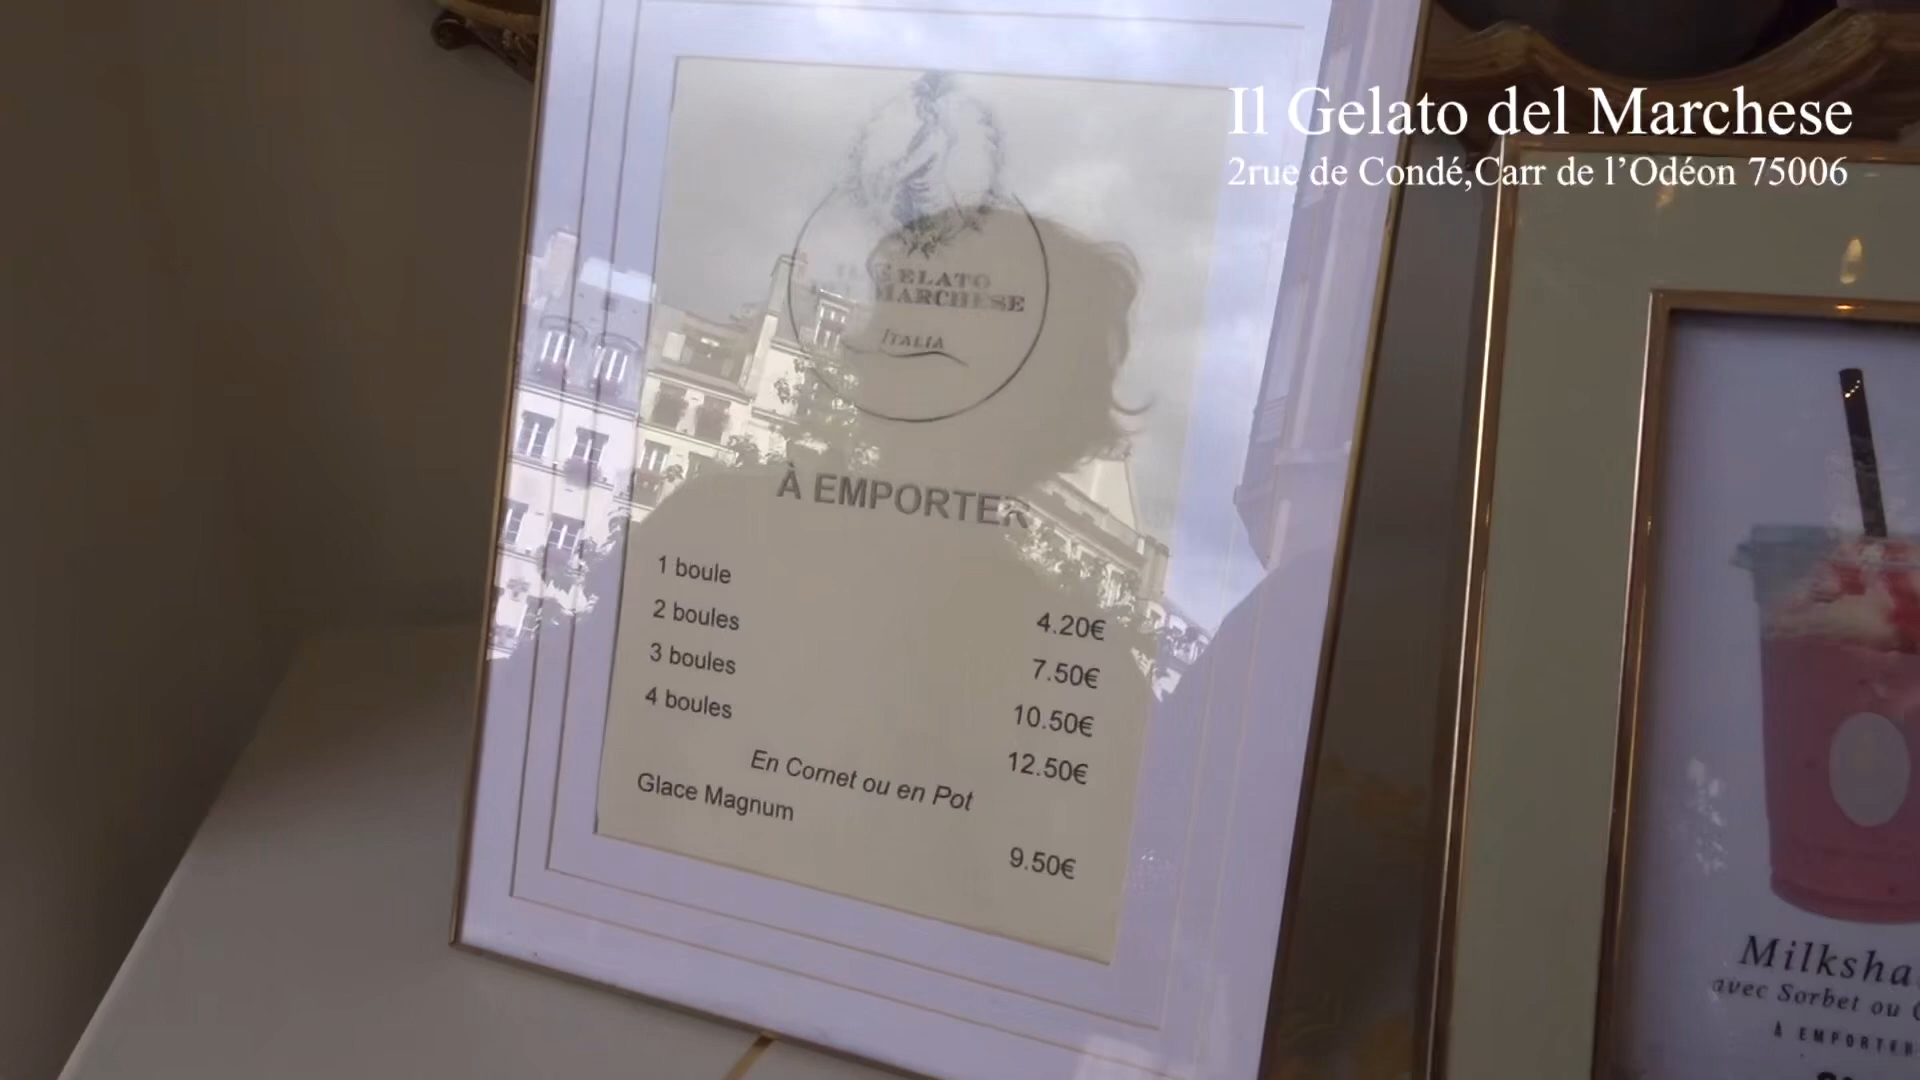 Il Gelato del Marchese
2rue de Condé,Carr de l’Odéon 75006
GELATO
MARCHESE
ITALIA
À EMPORTER
1 boule 4.20€
2 boules 7.50€
3 boules 10.50€
4 boules 12.50€
En Cornet ou en Pot
Glace Magnum 9.50€
Milksha
avec Sorbet ou
À EMPORTER